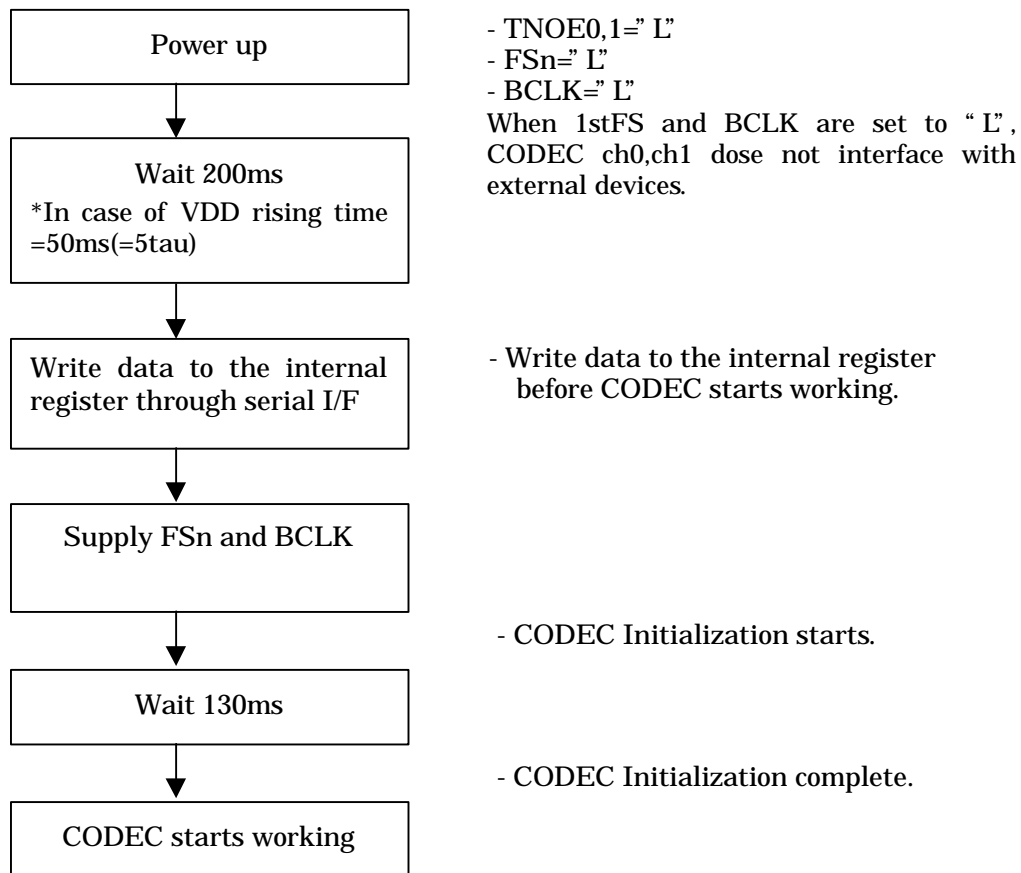 Power up
- TNOE0,1=” L”
- FSn=” L”
- BCLK=” L”
When 1stFS and BCLK are set to “ L”,
CODEC ch0,ch1 dose not interface with
external devices.
Wait 200ms
*In case of VDD rising time
=50ms(=5tau)
Write data to the internal
register through serial I/F
- Write data to the internal register
before CODEC starts working.
Supply FSn and BCLK
- CODEC Initialization starts.
Wait 130ms
- CODEC Initialization complete.
CODEC starts working